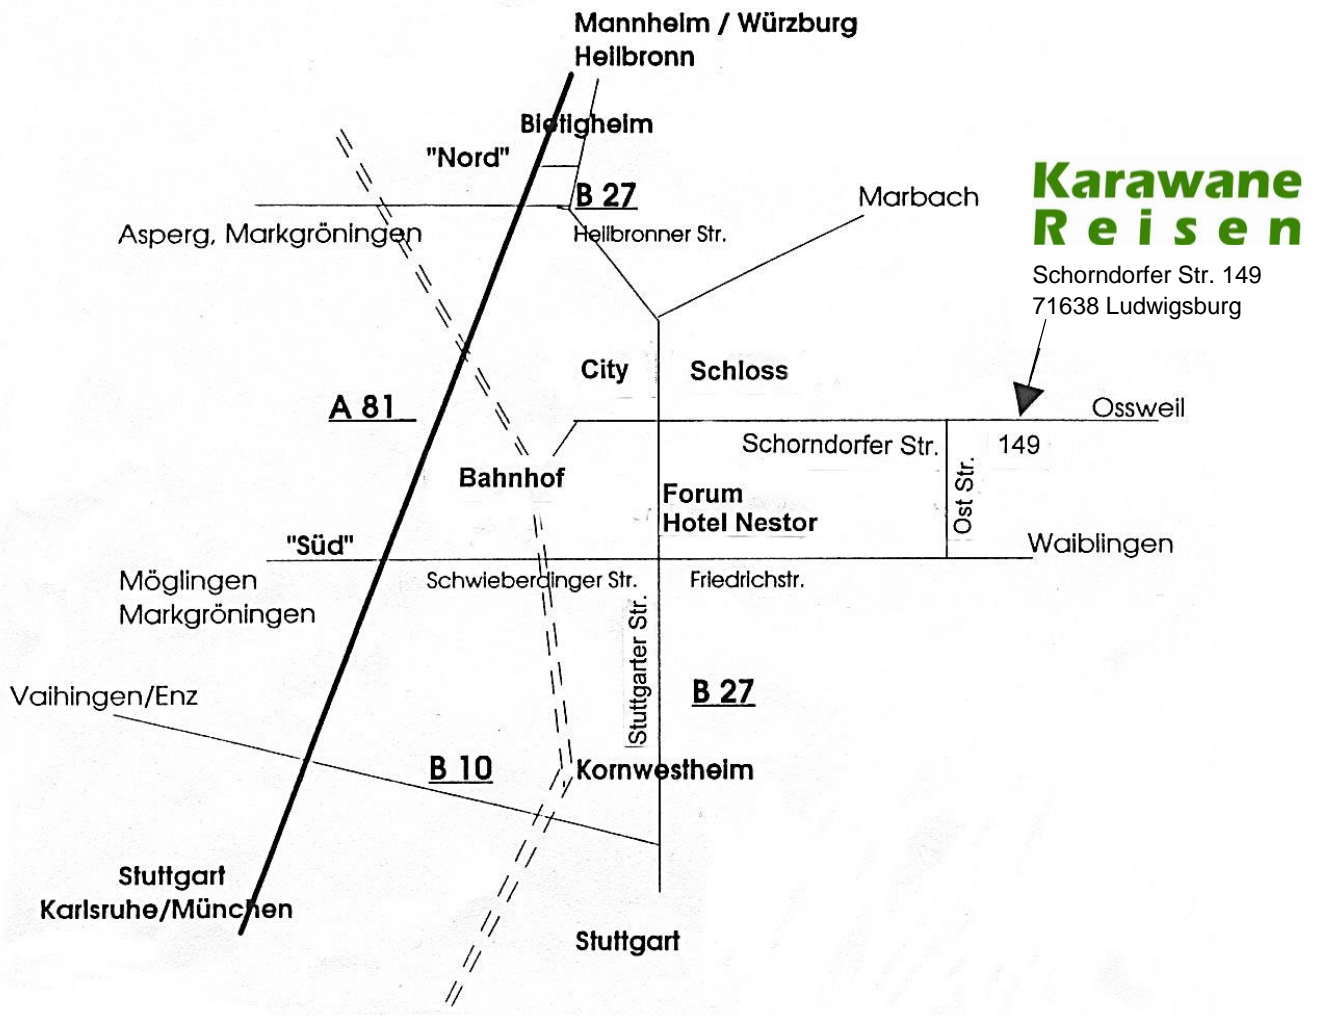 Mannheim / Würzburg
Heilbronn
Bietigheim
"Nord"
B 27
Asperg, Markgröningen
Heilbronner Str.
Marbach
Karawane
Reisen
Schorndorfer Str. 149
71638 Ludwigsburg
City
Schloss
A 81
Ossweil
Schorndorfer Str.
149
Bahnhof
Ost Str.
Forum
Hotel Nestor
"Süd"
Waiblingen
Möglingen
Markgröningen
Schwieberdinger Str.
Friedrichstr.
Stuttgarter Str.
B 27
Vaihingen/Enz
B 10
Kornwestheim
Stuttgart
Karlsruhe/München
Stuttgart